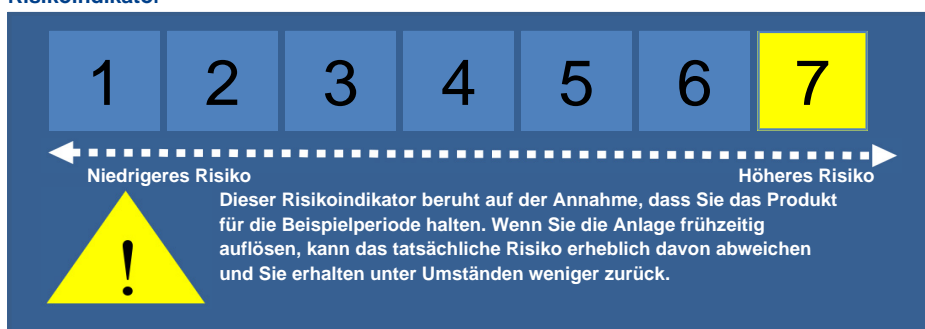 Risikoindikator
1 2 3 4 5 6 7
Niedrigeres Risiko Höheres Risiko
Dieser Risikoindikator beruht auf der Annahme, dass Sie das Produkt
für die Beispielperiode halten. Wenn Sie die Anlage frühzeitig
auflösen, kann das tatsächliche Risiko erheblich davon abweichen
und Sie erhalten unter Umständen weniger zurück.
!